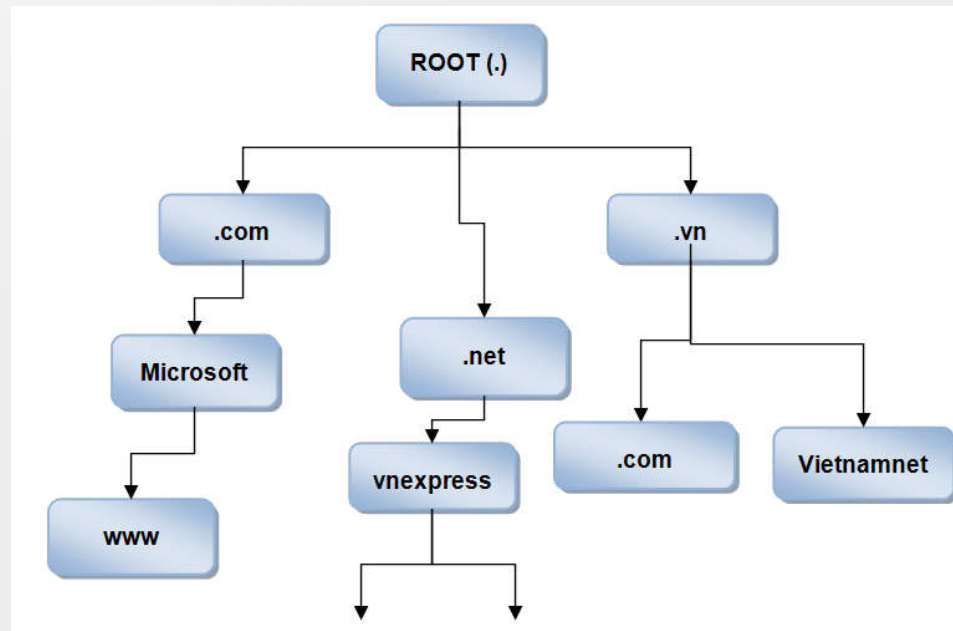 ROOT (.)
.com
.vn
Microsoft
.net
.com
Vietnamnet
vnexpress
www